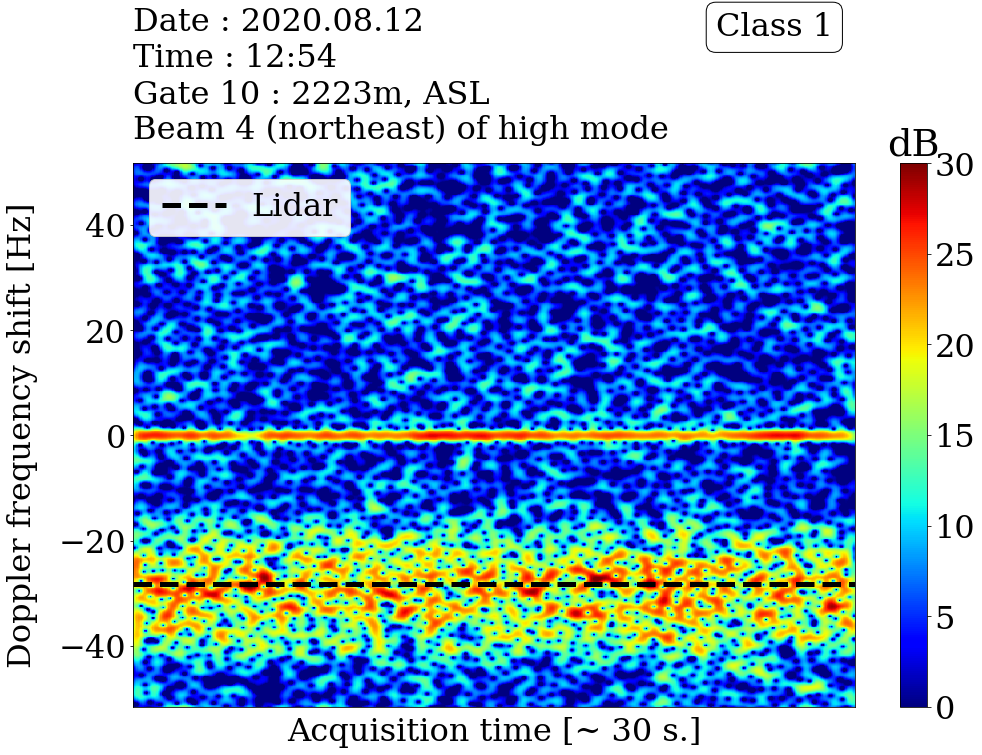 Date : 2020.08.12
Class 1
Time : 12:54
Gate 10 : 2223m, ASL
Beam 4 (northeast) of high mode
dB
Lidar
Doppler frequency shift [Hz]
40
20
0
−20
−40
30
25
20
15
10
5
0
Acquisition time [~ 30 s.]